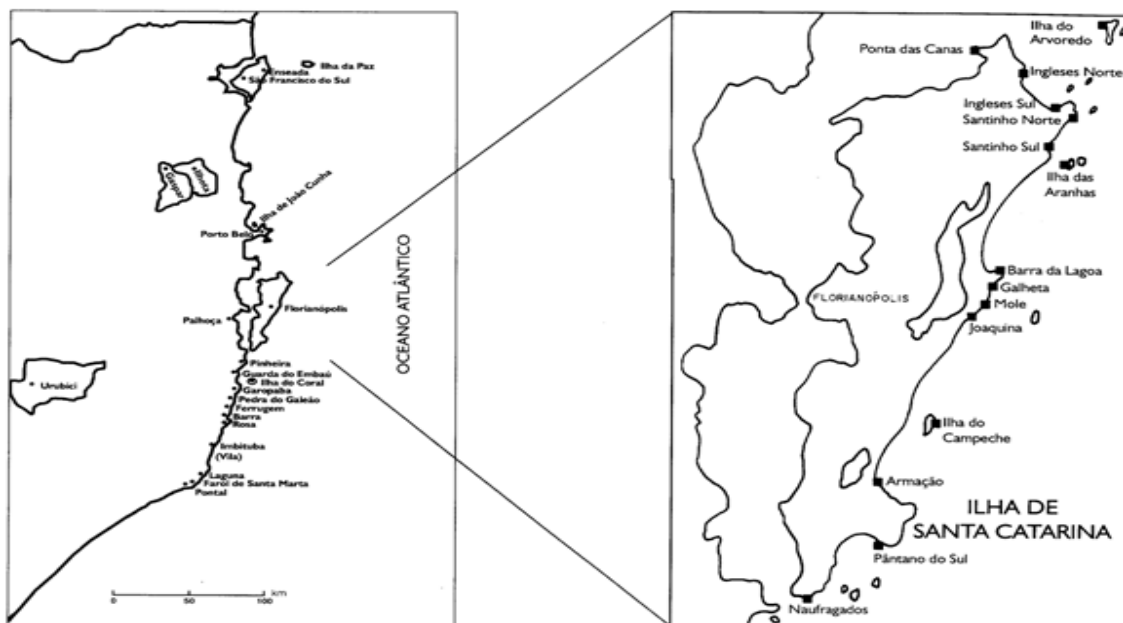 Ilha da Paz
Enseada
São Francisco do Sul
Gaspar
Ilhota
Ilha de João Cunha
Porto Belo
Florianópolis
Palhoça
Pinheira
Guarda do Embaú
Ilha do Coral
Urubici
Garopaba
Pedra do Galeão
Ferrugem
Barra
Rosa
Imbituba
(Vila)
Laguna
Farol de Santa Marta
Pontal
0 50 100 km
OCEANO ATLÂNTICO
Ilha do
Arvoredo
Ponta das Canas
Ingleses Norte
Ingleses Sul
Santinho Norte
Santinho Sul
Ilha das
Aranhas
Barra da Lagoa
Galheta
FLORIANÓPOLIS
Mole
Joaquina
Ilha do
Campeche
Armação
ILHA DE
SANTA CATARINA
Pântano do Sul
Naufragados